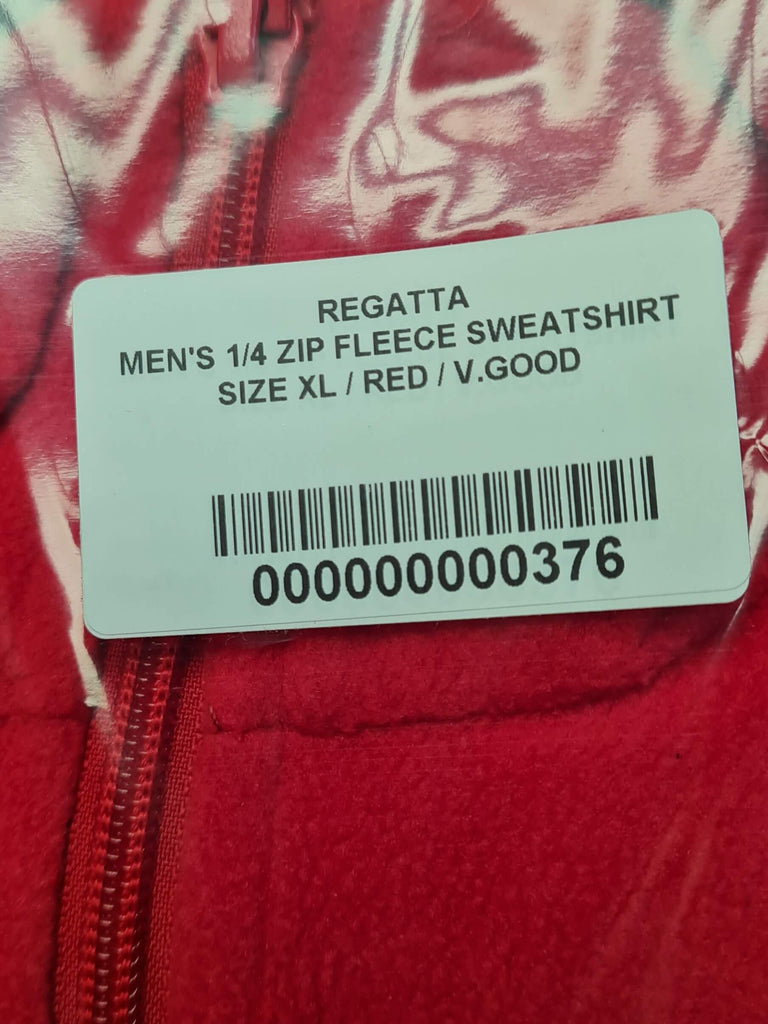 REGATTA
MEN'S 1/4 ZIP FLEECE SWEATSHIRT
SIZE XL / RED / V.GOOD
000000000376